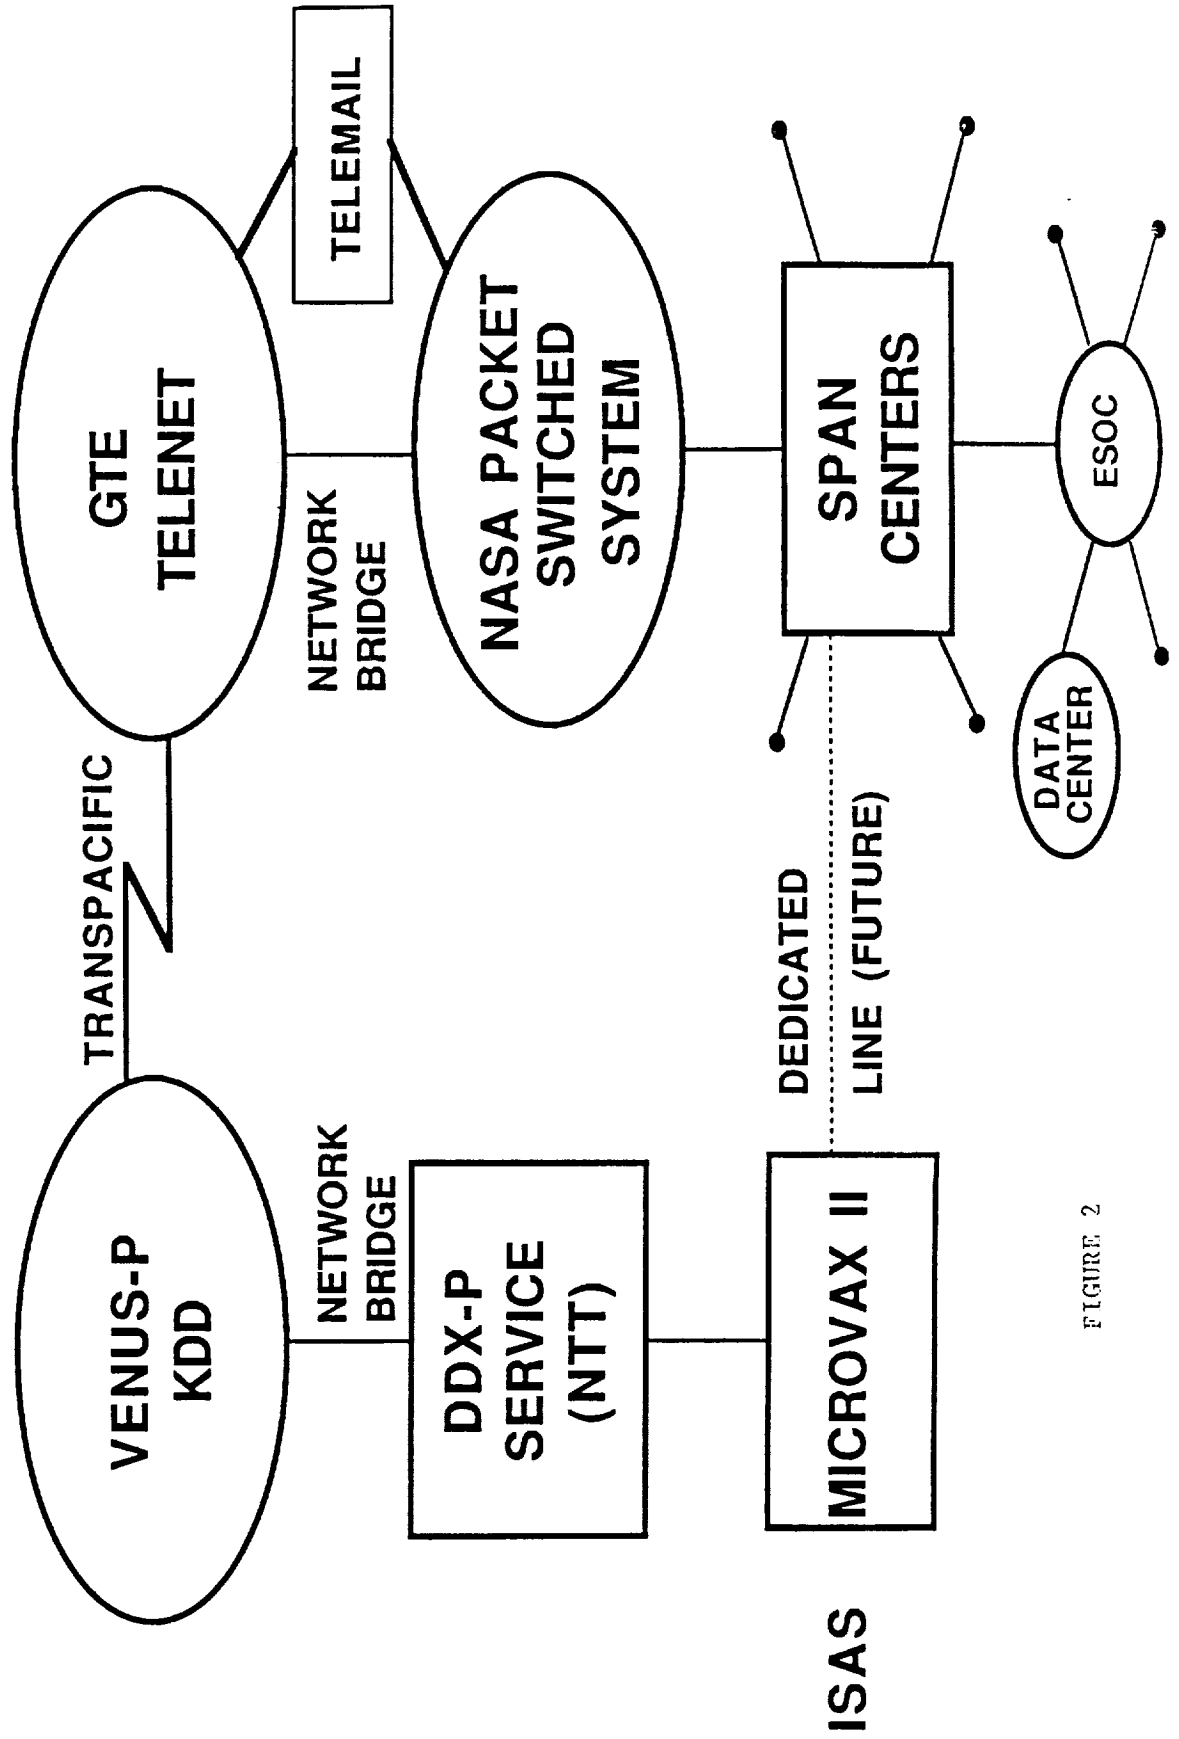 VENUS-P
KDD
TRANSPACIFIC
GTE
TELENET
NETWORK
BRIDGE
NETWORK
BRIDGE
TELEMAIL
DDX-P
SERVICE
(NTT)
NASA PACKET
SWITCHED
SYSTEM
ISAS
MICROVAX II
DEDICATED
LINE (FUTURE)
SPAN
CENTERS
DATA
CENTER
ESOC
FIGURE 2